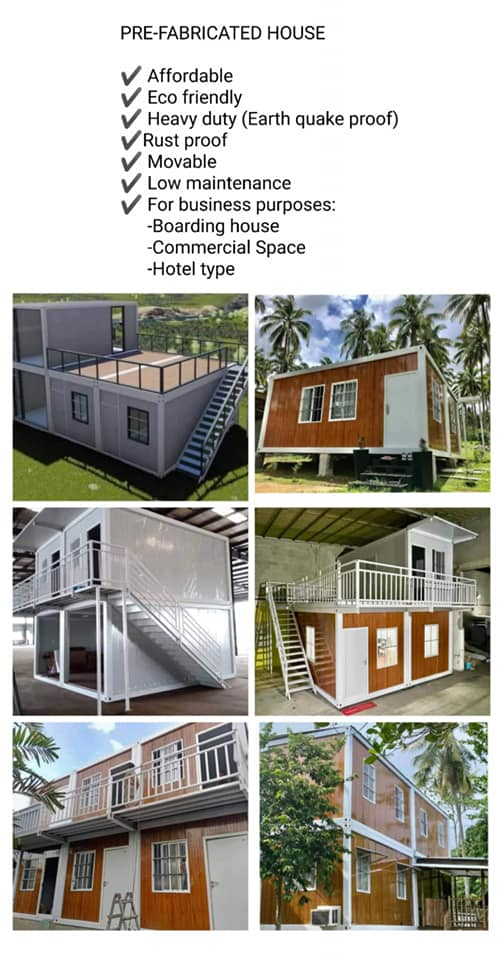 PRE-FABRICATED HOUSE
✔ Affordable
✔ Eco friendly
✔ Heavy duty (Earth quake proof)
✔Rust proof
✔ Movable
✔ Low maintenance
✔ For business purposes:
-Boarding house
-Commercial Space
-Hotel type